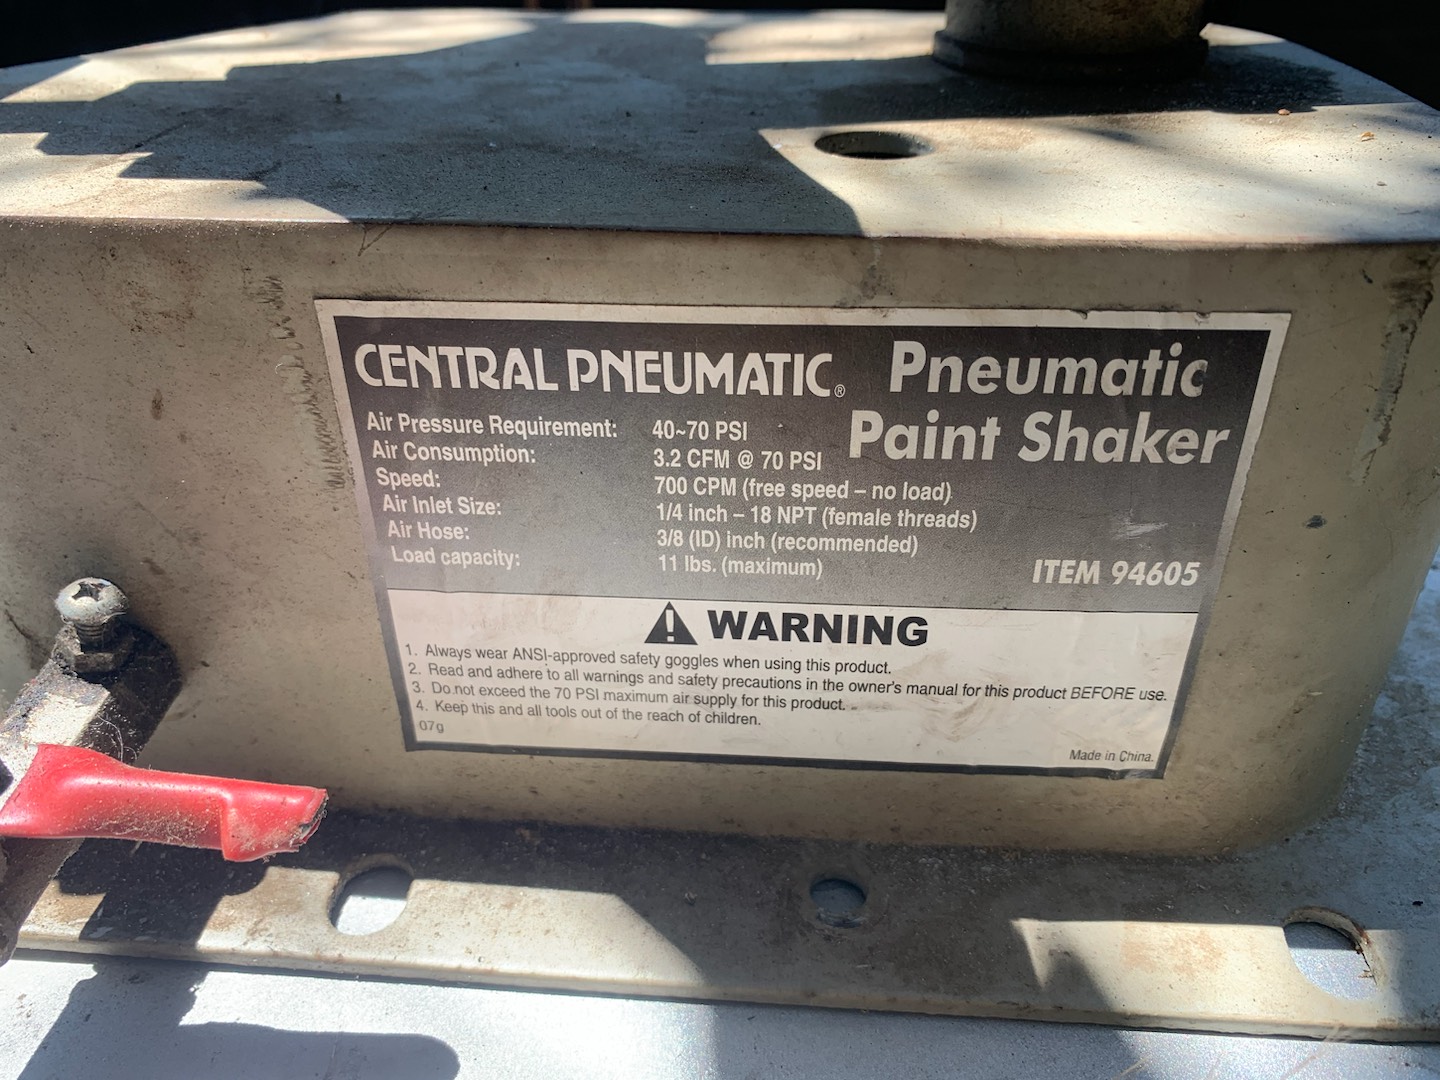 CENTRAL PNEUMATIC® Pneumatic
Paint Shaker
Air Pressure Requirement: 40~70 PSI
Air Consumption: 3.2 CFM @ 70 PSI
Speed: 700 CPM (free speed – no load)
Air Inlet Size: 1/4 inch – 18 NPT (female threads)
Air Hose: 3/8 (ID) inch (recommended)
Load capacity: 11 lbs. (maximum)
ITEM 94605
WARNING
1. Always wear ANSI-approved safety goggles when using this product.
2. Read and adhere to all warnings and safety precautions in the owner's manual for this product BEFORE use.
3. Do not exceed the 70 PSI maximum air supply for this product.
4. Keep this and all tools out of the reach of children.
07g
Made in China.